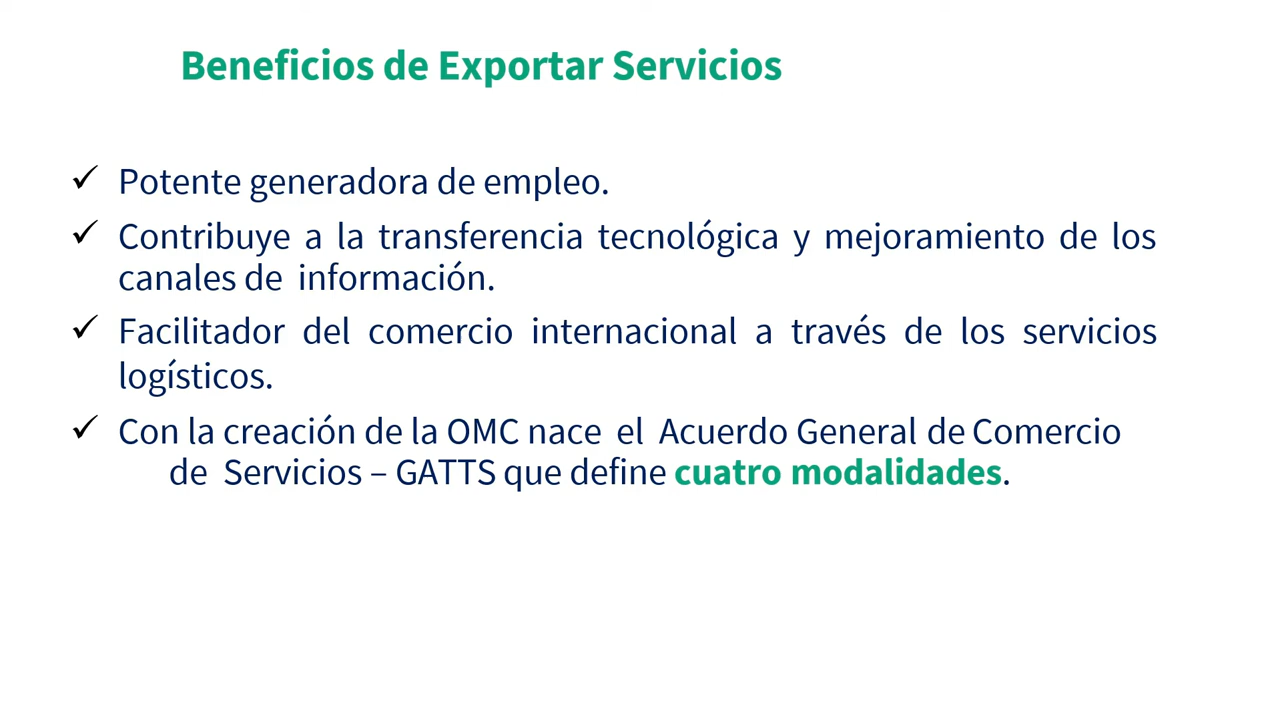 Beneficios de Exportar Servicios
✓ Potente generadora de empleo.
✓ Contribuye a la transferencia tecnológica y mejoramiento de los
canales de información.
✓ Facilitador del comercio internacional a través de los servicios
logísticos.
✓ Con la creación de la OMC nace el Acuerdo General de Comercio
de Servicios – GATTS que define cuatro modalidades.